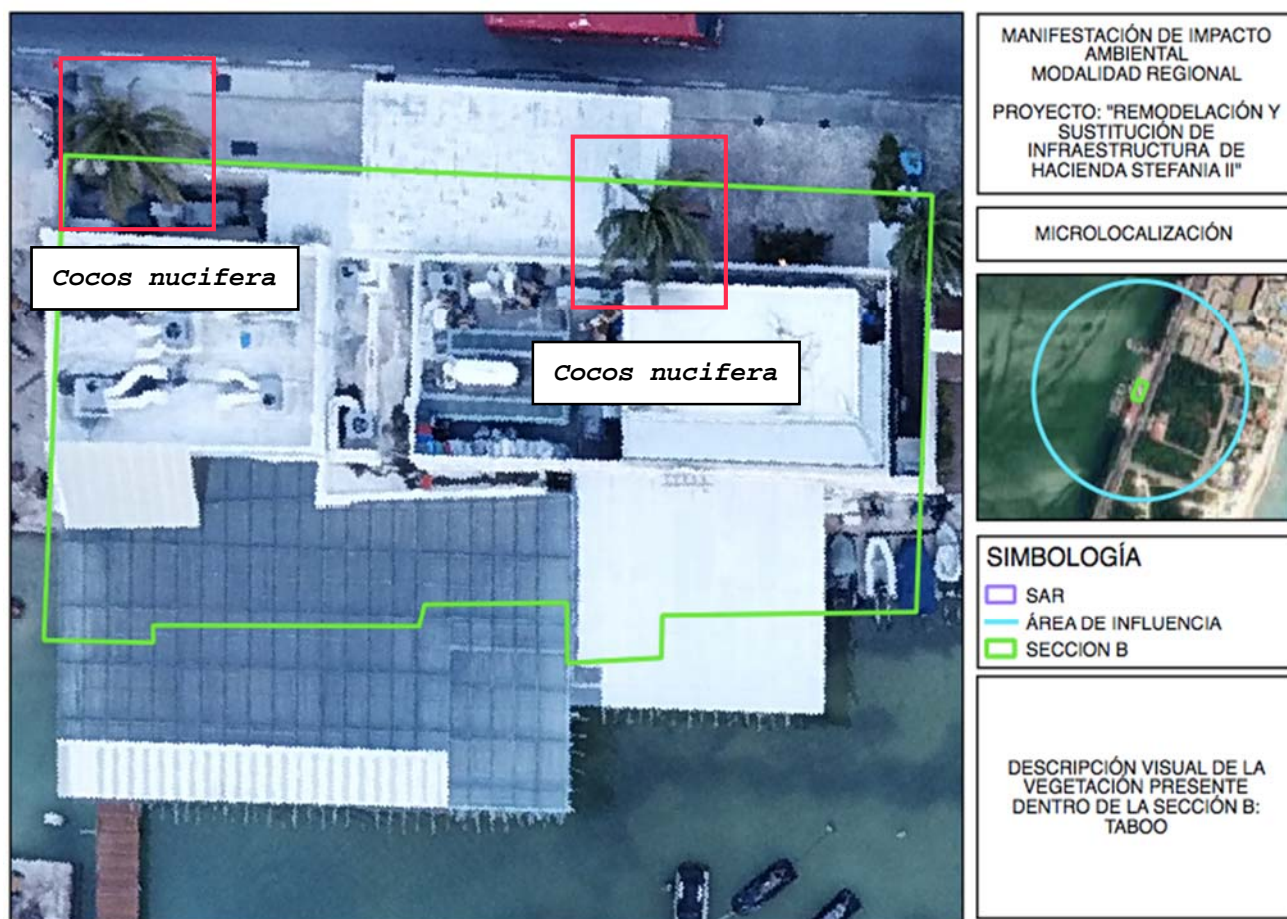 Cocos nucifera
Cocos nucifera
MANIFESTACIÓN DE IMPACTO
AMBIENTAL
MODALIDAD REGIONAL
PROYECTO: "REMODELACIÓN Y
SUSTITUCIÓN DE
INFRAESTRUCTURA DE
HACIENDA STEFANIA II"
MICROLOCALIZACIÓN
SIMBOLOGÍA
SAR
ÁREA DE INFLUENCIA
SECCION B
DESCRIPCIÓN VISUAL DE LA
VEGETACIÓN PRESENTE
DENTRO DE LA SECCIÓN B:
TABOO